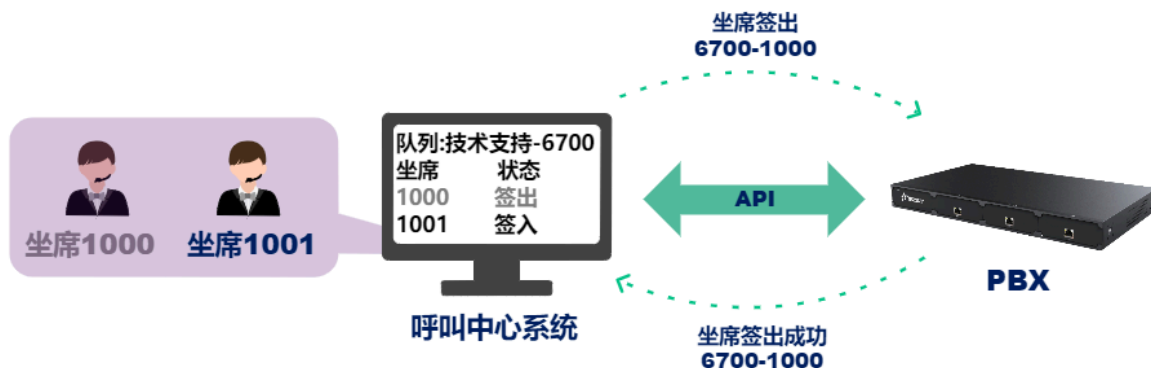 坐席签出
6700-1000
队列:技术支持-6700
坐席 状态
1000 签出
1001 签入
坐席1000 坐席1001
API
PBX
呼叫中心系统
坐席签出成功
6700-1000